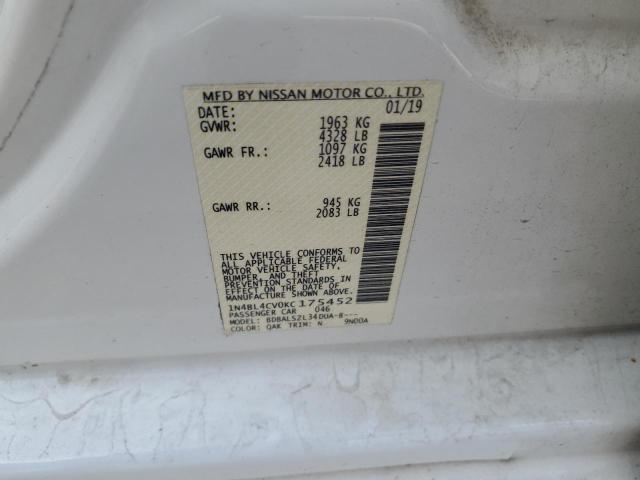 MFD BY NISSAN MOTOR CO., LTD.
DATE: 01/19
GVWR: 1963 KG
4328 LB
GAWR FR.: 1097 KG
2418 LB
GAWR RR.: 945 KG
2083 LB
THIS VEHICLE CONFORMS TO
ALL APPLICABLE FEDERAL
MOTOR VEHICLE SAFETY,
BUMPER, AND THEFT
PREVENTION STANDARDS IN
EFFECT ON THE DATE OF
MANUFACTURE SHOWN ABOVE.
1N4BL4CV0KC175452
PASSENGER CAR 046
MODEL: BDBALSZL34D0A-B---
COLOR: QAK TRIM: N 9N00A